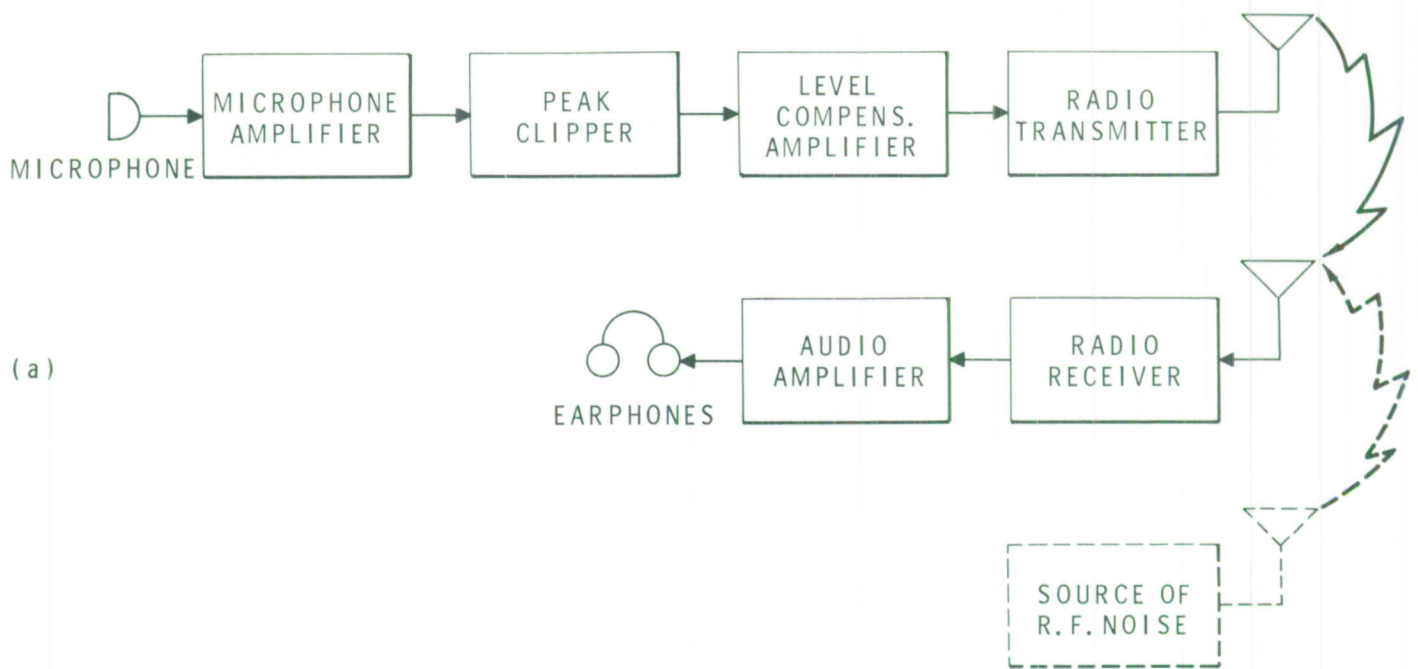 MICROPHONE
MICROPHONE
AMPLIFIER
PEAK
CLIPPER
LEVEL
COMPENS.
AMPLIFIER
RADIO
TRANSMITTER
(a)
EARPHONES
AUDIO
AMPLIFIER
RADIO
RECEIVER
SOURCE OF
R.F. NOISE